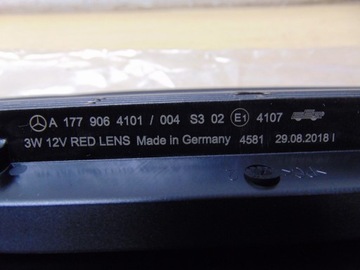 A 177 906 4101 / 004 S3 02 E1 4107
3W 12V RED LENS Made in Germany 4581 29.08.2018 I